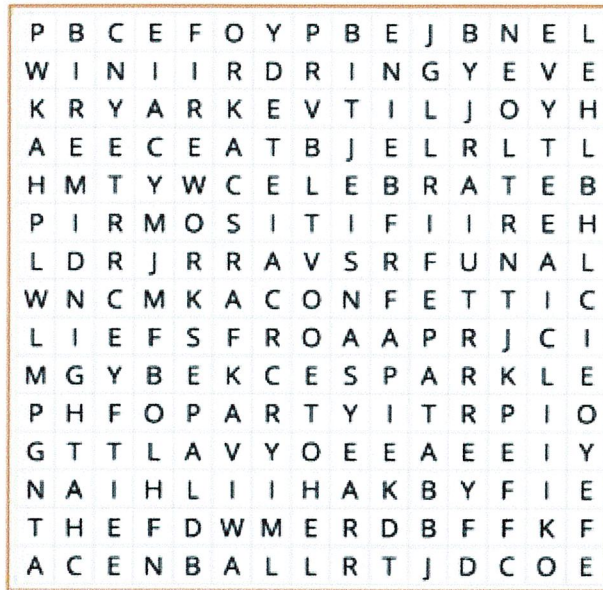 P B C E F O Y P B E J B N E L
W I N I I R D R I N G Y E V E
K R Y A R K E V T I L J O Y H
A E E C E A T B J E L R L T L
H M T Y W C E L E B R A T E B
P I R M O S I T I F I I R E H
L D R J R R A V S R F U N A L
W N C M K A C O N F E T T I C
L I E F S F R O A A P R J C I
M G Y B E K C E S P A R K L E
P H F O P A R T Y I T R P I O
G T T L A V Y O E E A E E I Y
N A I H L I I H A K B Y F I E
T H E F D W M E R D B F F K F
A C E N B A L L R T J D C O E